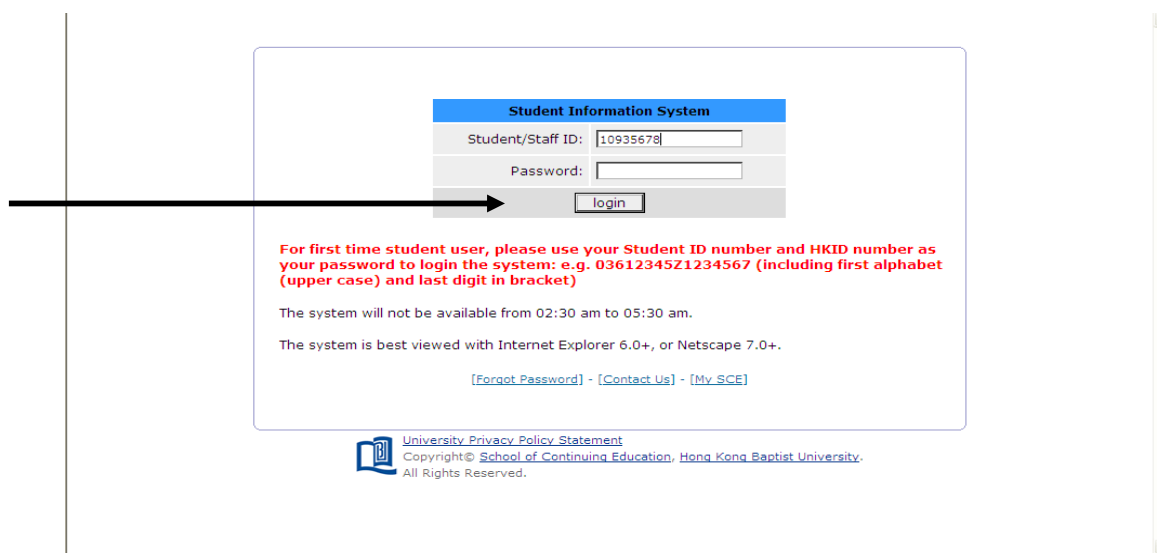 Student Information System
Student/Staff ID: 10935678
Password:
login
For first time student user, please use your Student ID number and HKID number as
your password to login the system: e.g. 03612345Z1234567 (including first alphabet
(upper case) and last digit in bracket)
The system will not be available from 02:30 am to 05:30 am.
The system is best viewed with Internet Explorer 6.0+, or Netscape 7.0+.
[Forgot Password] - [Contact Us] - [My SCE]
University Privacy Policy Statement
Copyright© School of Continuing Education, Hong Kong Baptist University.
All Rights Reserved.